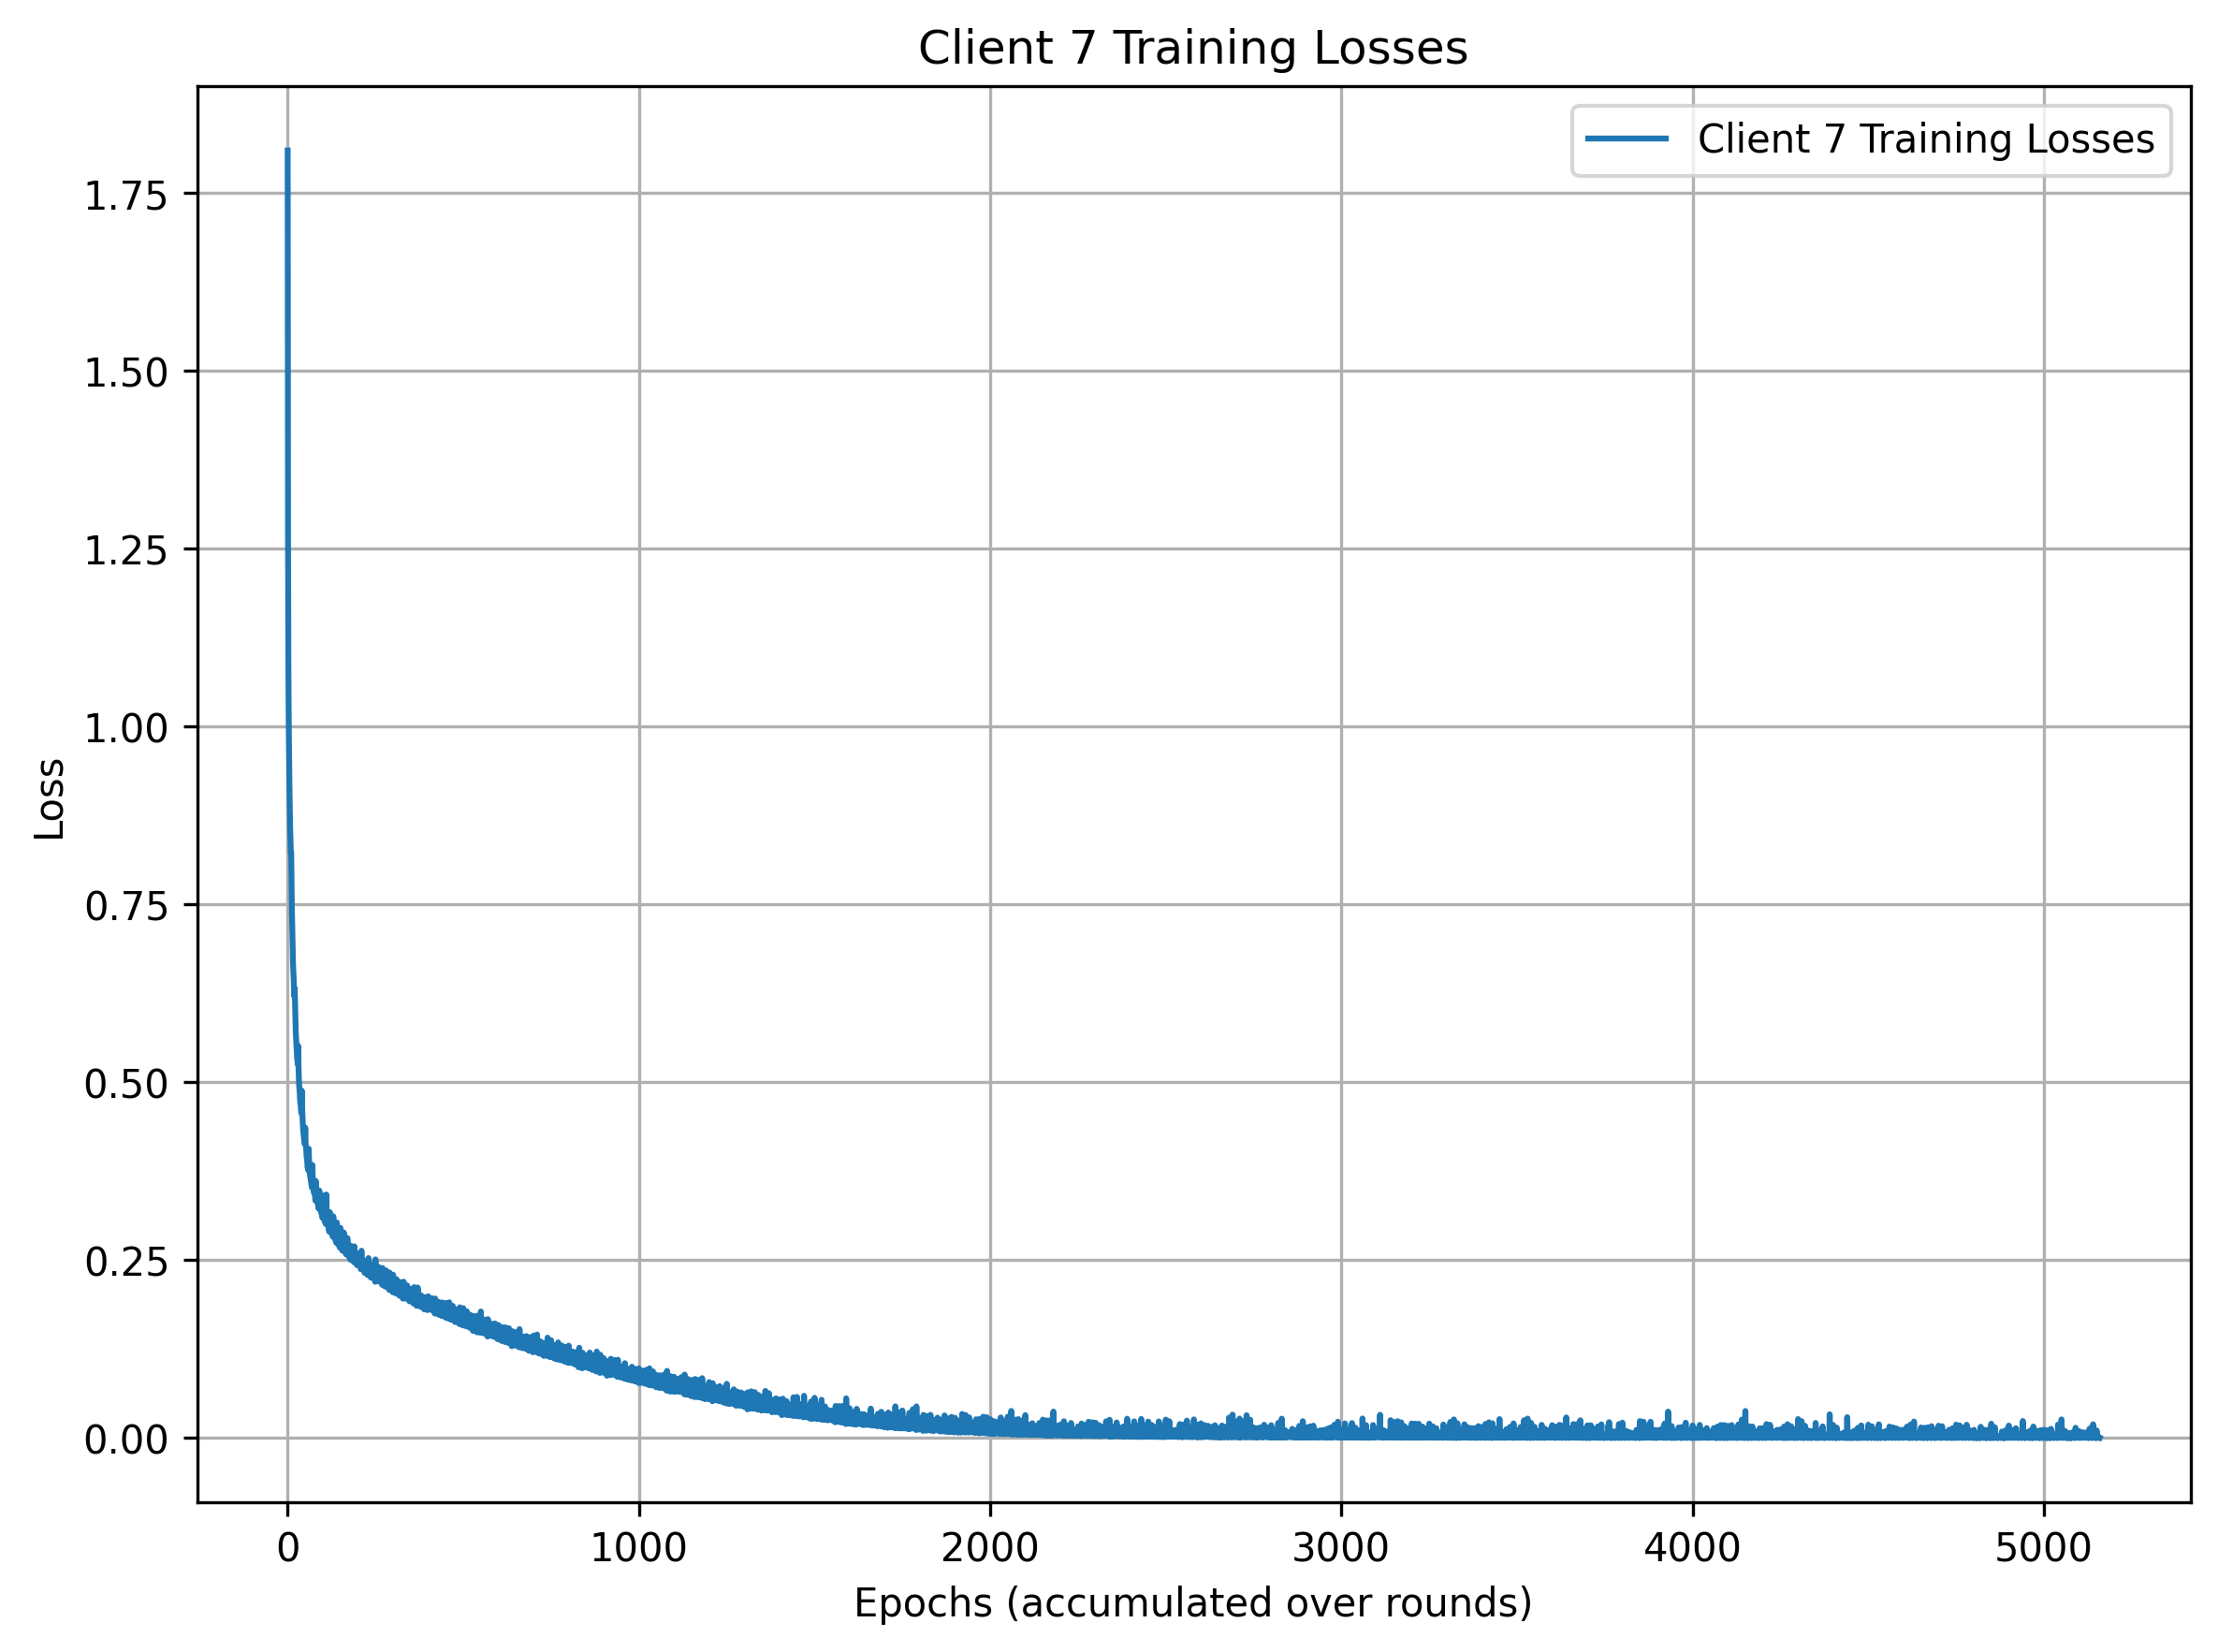 Client 7 Training Losses
Client 7 Training Losses
1.75
1.50
1.25
1.00
0.75
0.50
0.25
0.00
Loss
0 1000 2000 3000 4000 5000
Epochs (accumulated over rounds)